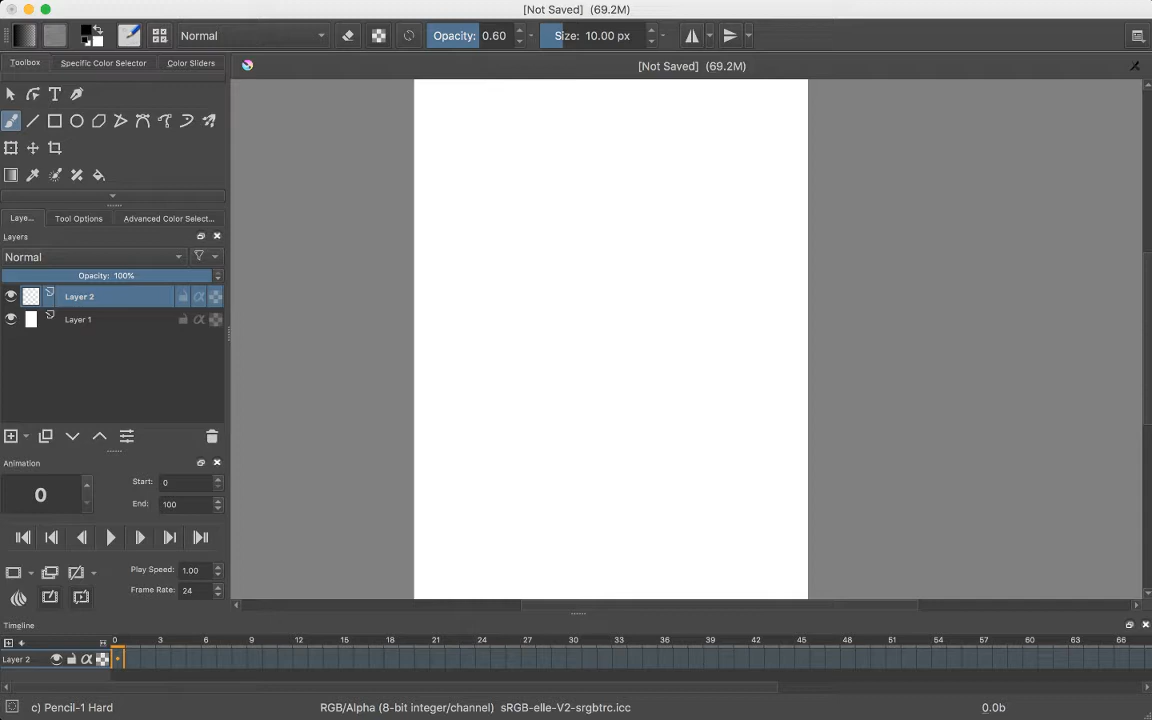 [Not Saved] (69.2M)
Normal
Opacity: 0.60
Size: 10.00 px
Toolbox
Specific Color Selector
Color Sliders
[Not Saved] (69.2M)
T
Laye...
Tool Options
Advanced Color Select...
Layers
Normal
Opacity: 100%
Layer 2
α
Layer 1
α
Animation
0
Start: 0
End: 100
Play Speed: 1.00
Frame Rate: 24
Timeline
0 3 6 9 12 15 18 21 24 27 30 33 36 39 42 45 48 51 54 57 60 63 66
Layer 2
α
c) Pencil-1 Hard
RGB/Alpha (8-bit integer/channel) sRGB-elle-V2-srgbtrc.icc
0.0b